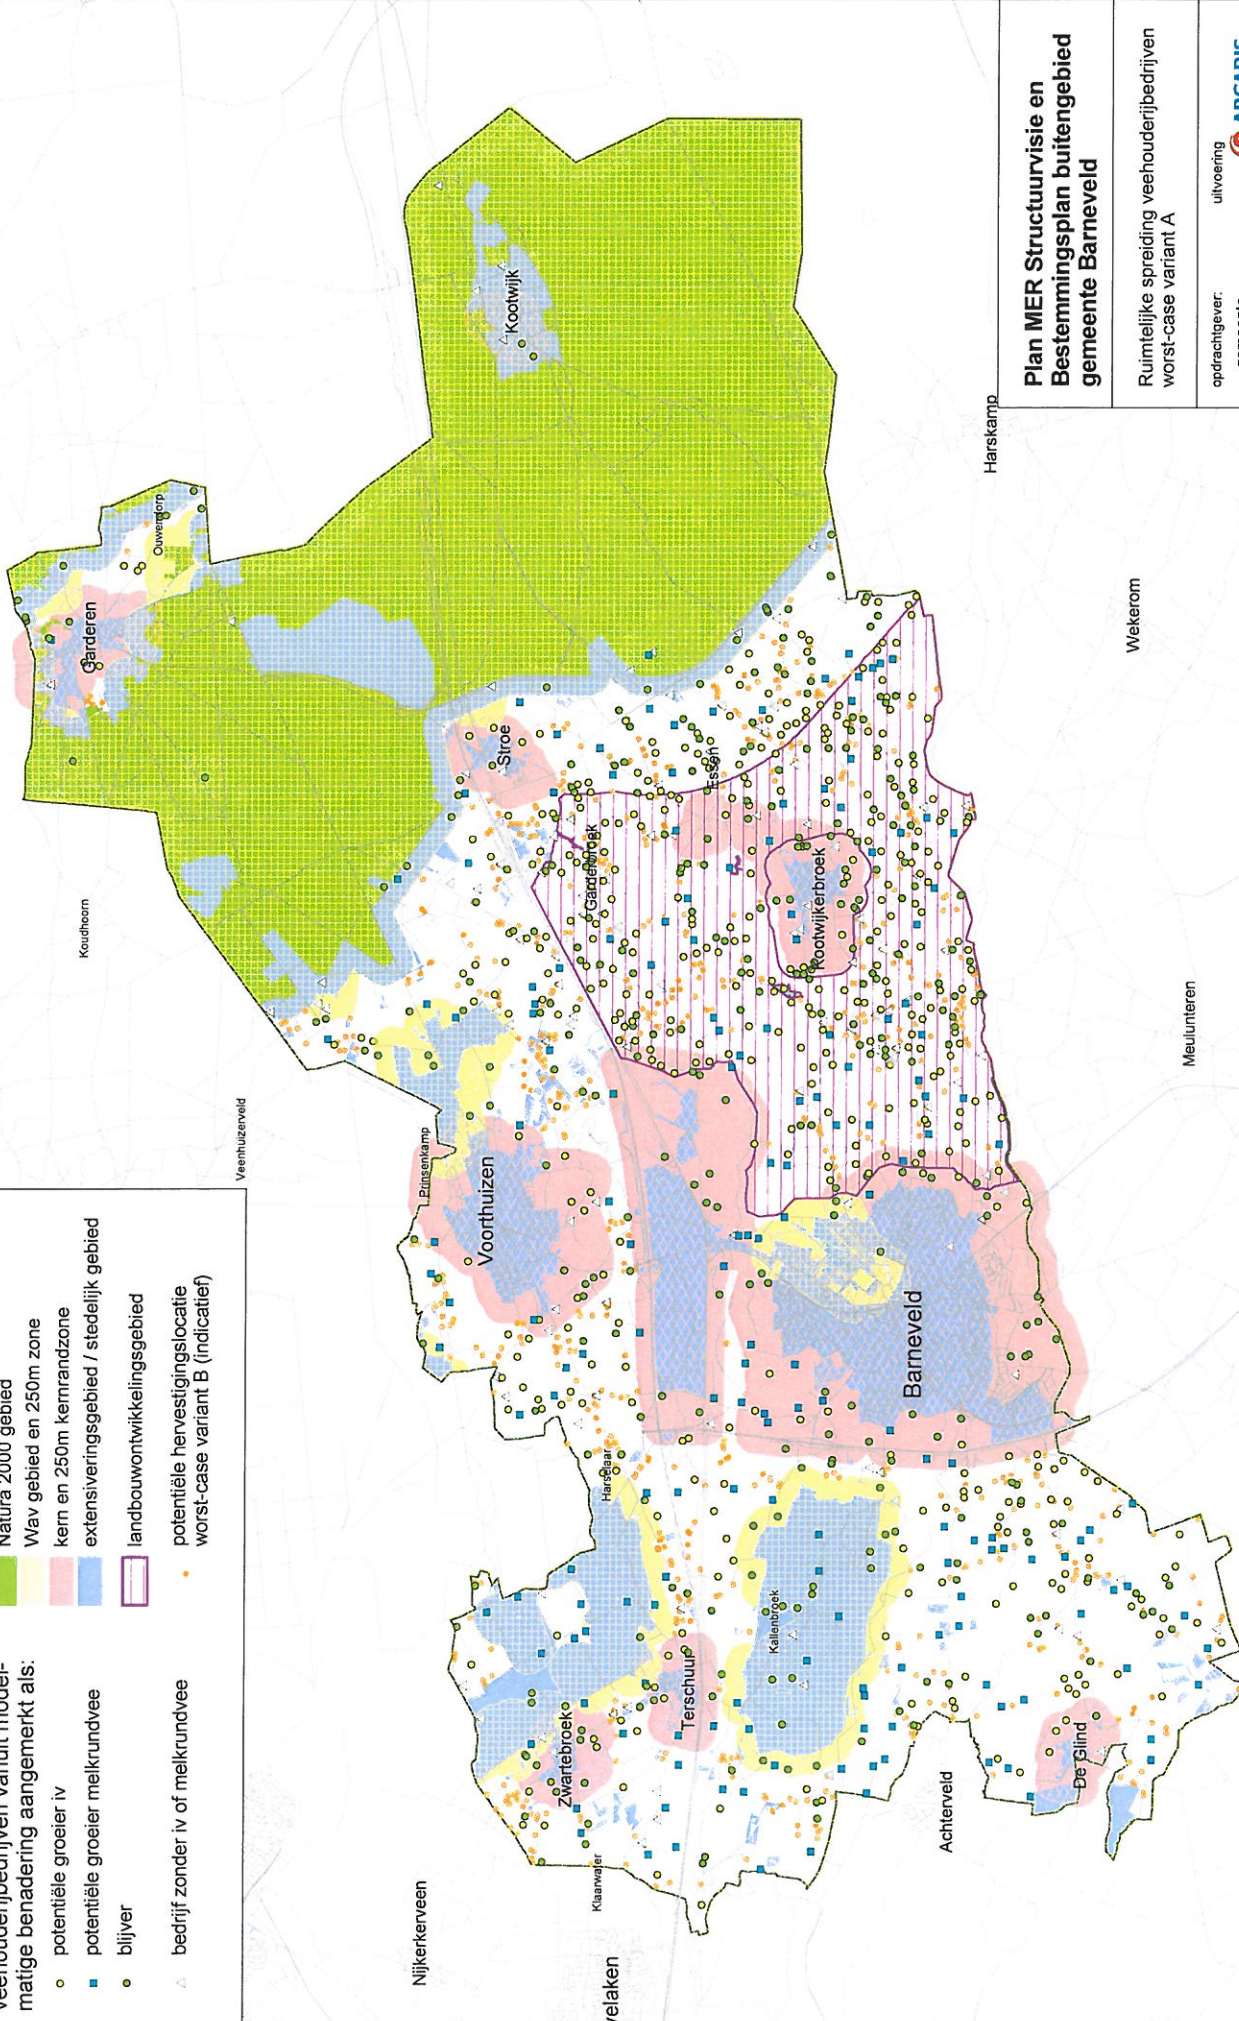 matige benadering aangemerkt als:
potentiële groeier iv
potentiële groeier melkrundvee
blijver
bedrijf zonder iv of melkrundvee
Natura 2000 gebied
Wav gebied en 250m zone
kern en 250m kernrandzone
extensiveringsgebied / stedelijk gebied
landbouwontwikkelingsgebied
potentiële hervestigingslocatie
worst-case variant B (indicatief)
Koudhoorn
Veenhuizerveld
Garderen
Ouwendorp
Kootwijk
Stroe
Garderbroek
Essen
Kootwijkerbroek
Prinsenkamp
Voorthuizen
Barneveld
Harselaar
Kallenbroek
Terschuur
Zwartebroek
Klaarwater
Nijkerkerveen
Achterveld
De Glind
Meulunteren
Wekerom
Harskamp
Plan MER Structuurvisie en
Bestemmingsplan buitengebied
gemeente Barneveld
Ruimtelijke spreiding veehouderijbedrijven
worst-case variant A
opdrachtgever:
uitvoering